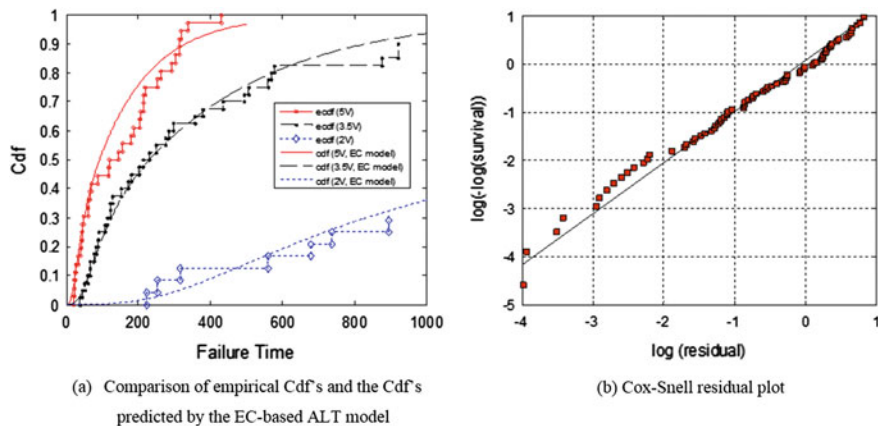 1
0.9
0.8
0.7
0.6
0.5
0.4
0.3
0.2
0.1
0
Cdf
ecdf (5V)
ecdf (3.5V)
ecdf (2V)
cdf (5V, EC model)
cdf (3.5V, EC model)
cdf (2V, EC model)
0 200 400 600 800 1000
Failure Time
(a) Comparison of empirical Cdf`s and the Cdf`s
predicted by the EC-based ALT model
1
0
-1
-2
-3
-4
-5
log(-log(survival))
-4 -3 -2 -1 0 1
log (residual)
(b) Cox-Snell residual plot